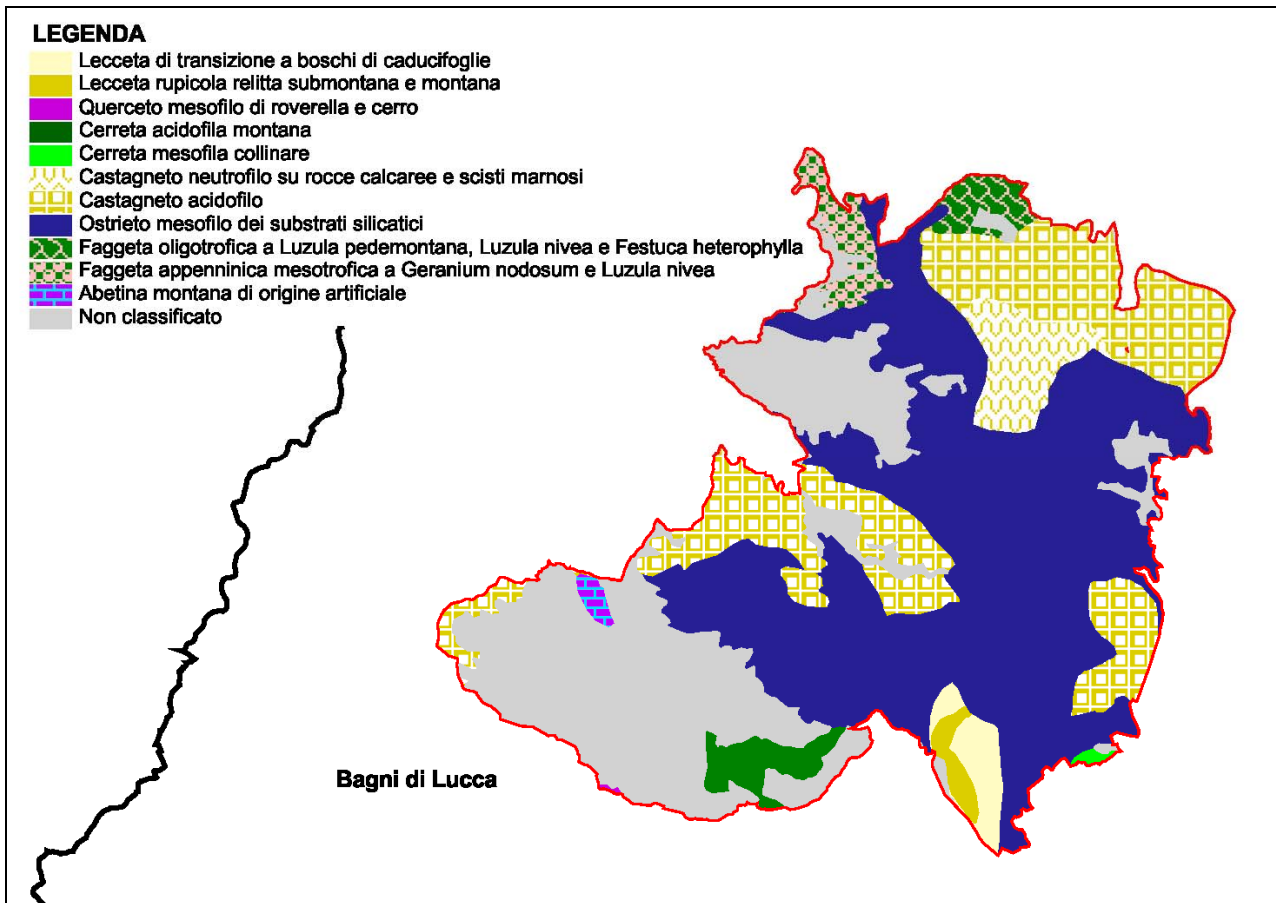 LEGENDA
Lecceta di transizione a boschi di caducifoglie
Lecceta rupicola relitta submontana e montana
Querceto mesofilo di roverella e cerro
Cerreta acidofila montana
Cerreta mesofila collinare
Castagneto neutrofilo su rocce calcaree e scisti marnosi
Castagneto acidofilo
Ostrieto mesofilo dei substrati silicatici
Faggeta oligotrofica a Luzula pedemontana, Luzula nivea e Festuca heterophylla
Faggeta appenninica mesotrofica a Geranium nodosum e Luzula nivea
Abetina montana di origine artificiale
Non classificato
Bagni di Lucca